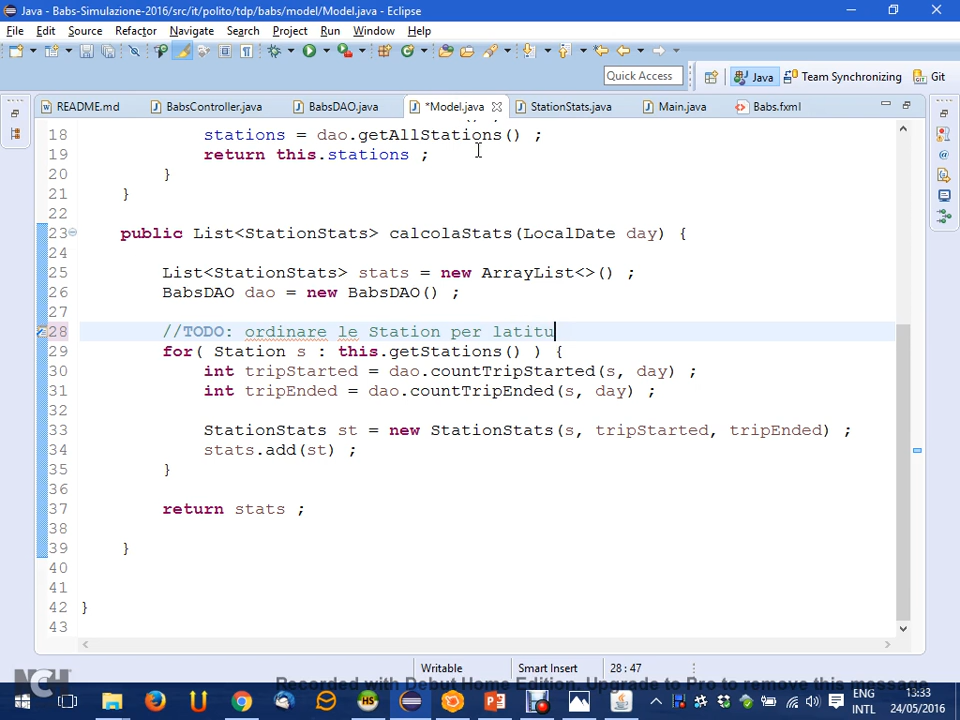 Java - Babs-Simulazione-2016/src/it/polito/tdp/babs/model/Model.java - Eclipse
File Edit Source Refactor Navigate Search Project Run Window Help
Quick Access
Java
Team Synchronizing
Git
README.md
BabsController.java
BabsDAO.java
*Model.java
StationStats.java
Main.java
Babs.fxml
18 stations = dao.getAllStations() ;
19 return this.stations ;
20 }
21 }
22
23 public List<StationStats> calcolaStats(LocalDate day) {
24
25 List<StationStats> stats = new ArrayList<>() ;
26 BabsDAO dao = new BabsDAO() ;
27
28 //TODO: ordinare le Station per latitu
29 for( Station s : this.getStations() ) {
30 int tripStarted = dao.countTripStarted(s, day) ;
31 int tripEnded = dao.countTripEnded(s, day) ;
32
33 StationStats st = new StationStats(s, tripStarted, tripEnded) ;
34 stats.add(st) ;
35 }
36
37 return stats ;
38
39 }
40
41
42 }
43
Writable
Smart Insert
28 : 47
NCH
Recorded with Debut Home Edition. Upgrade to Pro to remove this message
ENG
INTL
13:33
24/05/2016